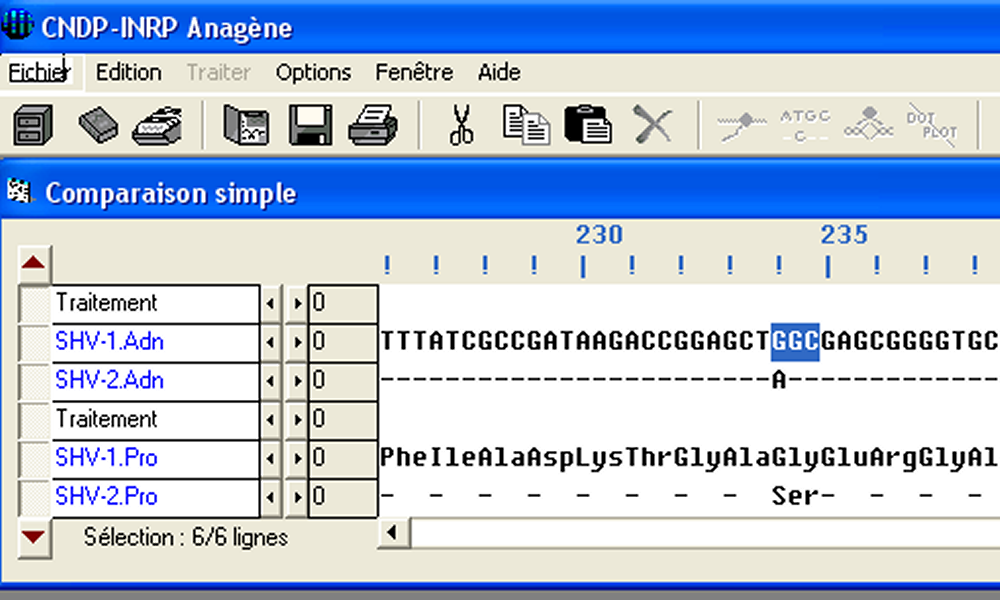 CNDP-INRP Anagène
Fichier Edition Traiter Options Fenêtre Aide
ATGC
-C--
DOT
PLOT
Comparaison simple
230 235
Traitement 0
SHV-1.Adn 0 TTTATCGCCGATAAGACCGGAGCTGGCGAGCGGGGTGC
SHV-2.Adn 0 ------------------------A-------------
Traitement 0
SHV-1.Pro 0 PheIleAlaAspLysThrGlyAlaGlyGluArgGlyAl
SHV-2.Pro 0 - - - - - - - - Ser- - - -
Sélection : 6/6 lignes